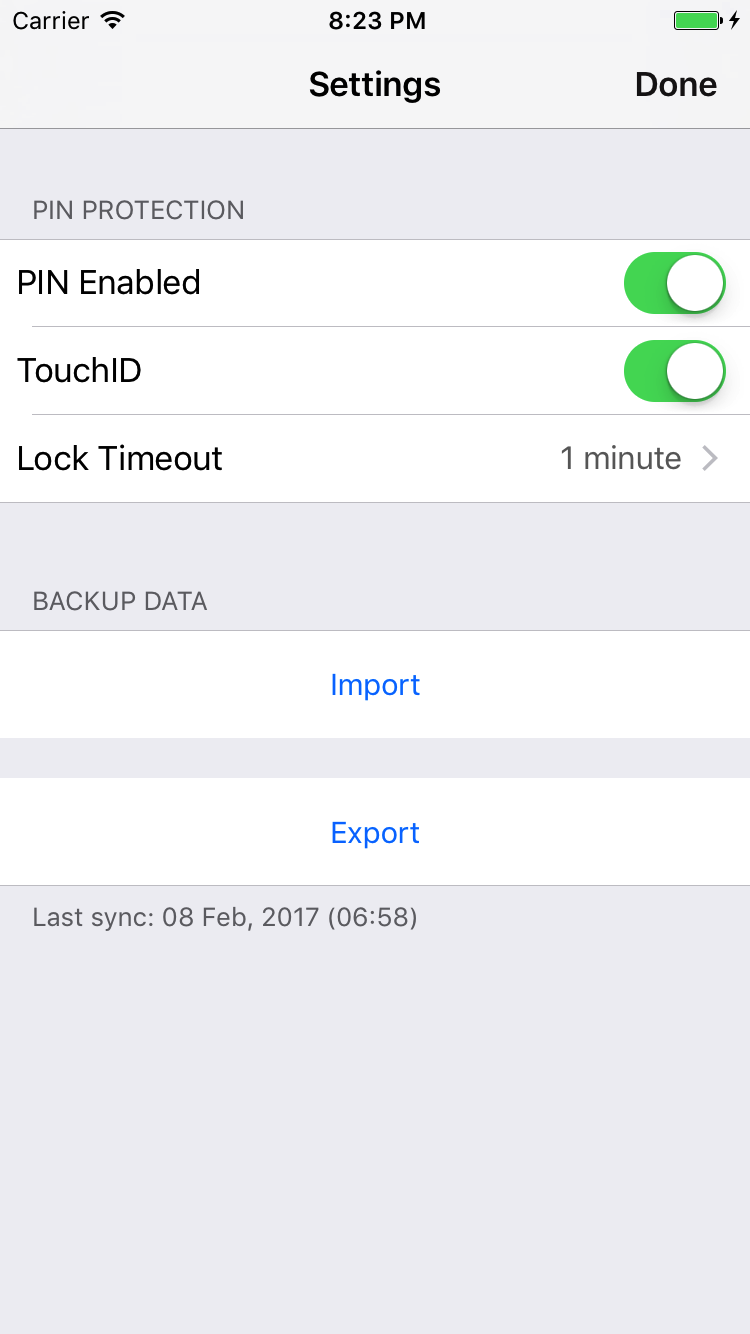 Carrier 8:23 PM
Settings Done
PIN PROTECTION
PIN Enabled
TouchID
Lock Timeout 1 minute
BACKUP DATA
Import
Export
Last sync: 08 Feb, 2017 (06:58)